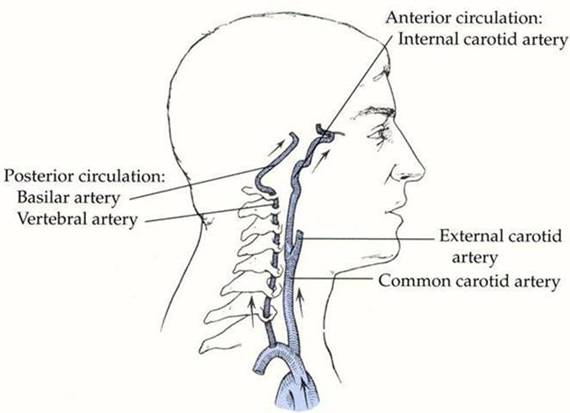 Anterior circulation:
Internal carotid artery
Posterior circulation:
Basilar artery
Vertebral artery
External carotid
artery
Common carotid artery